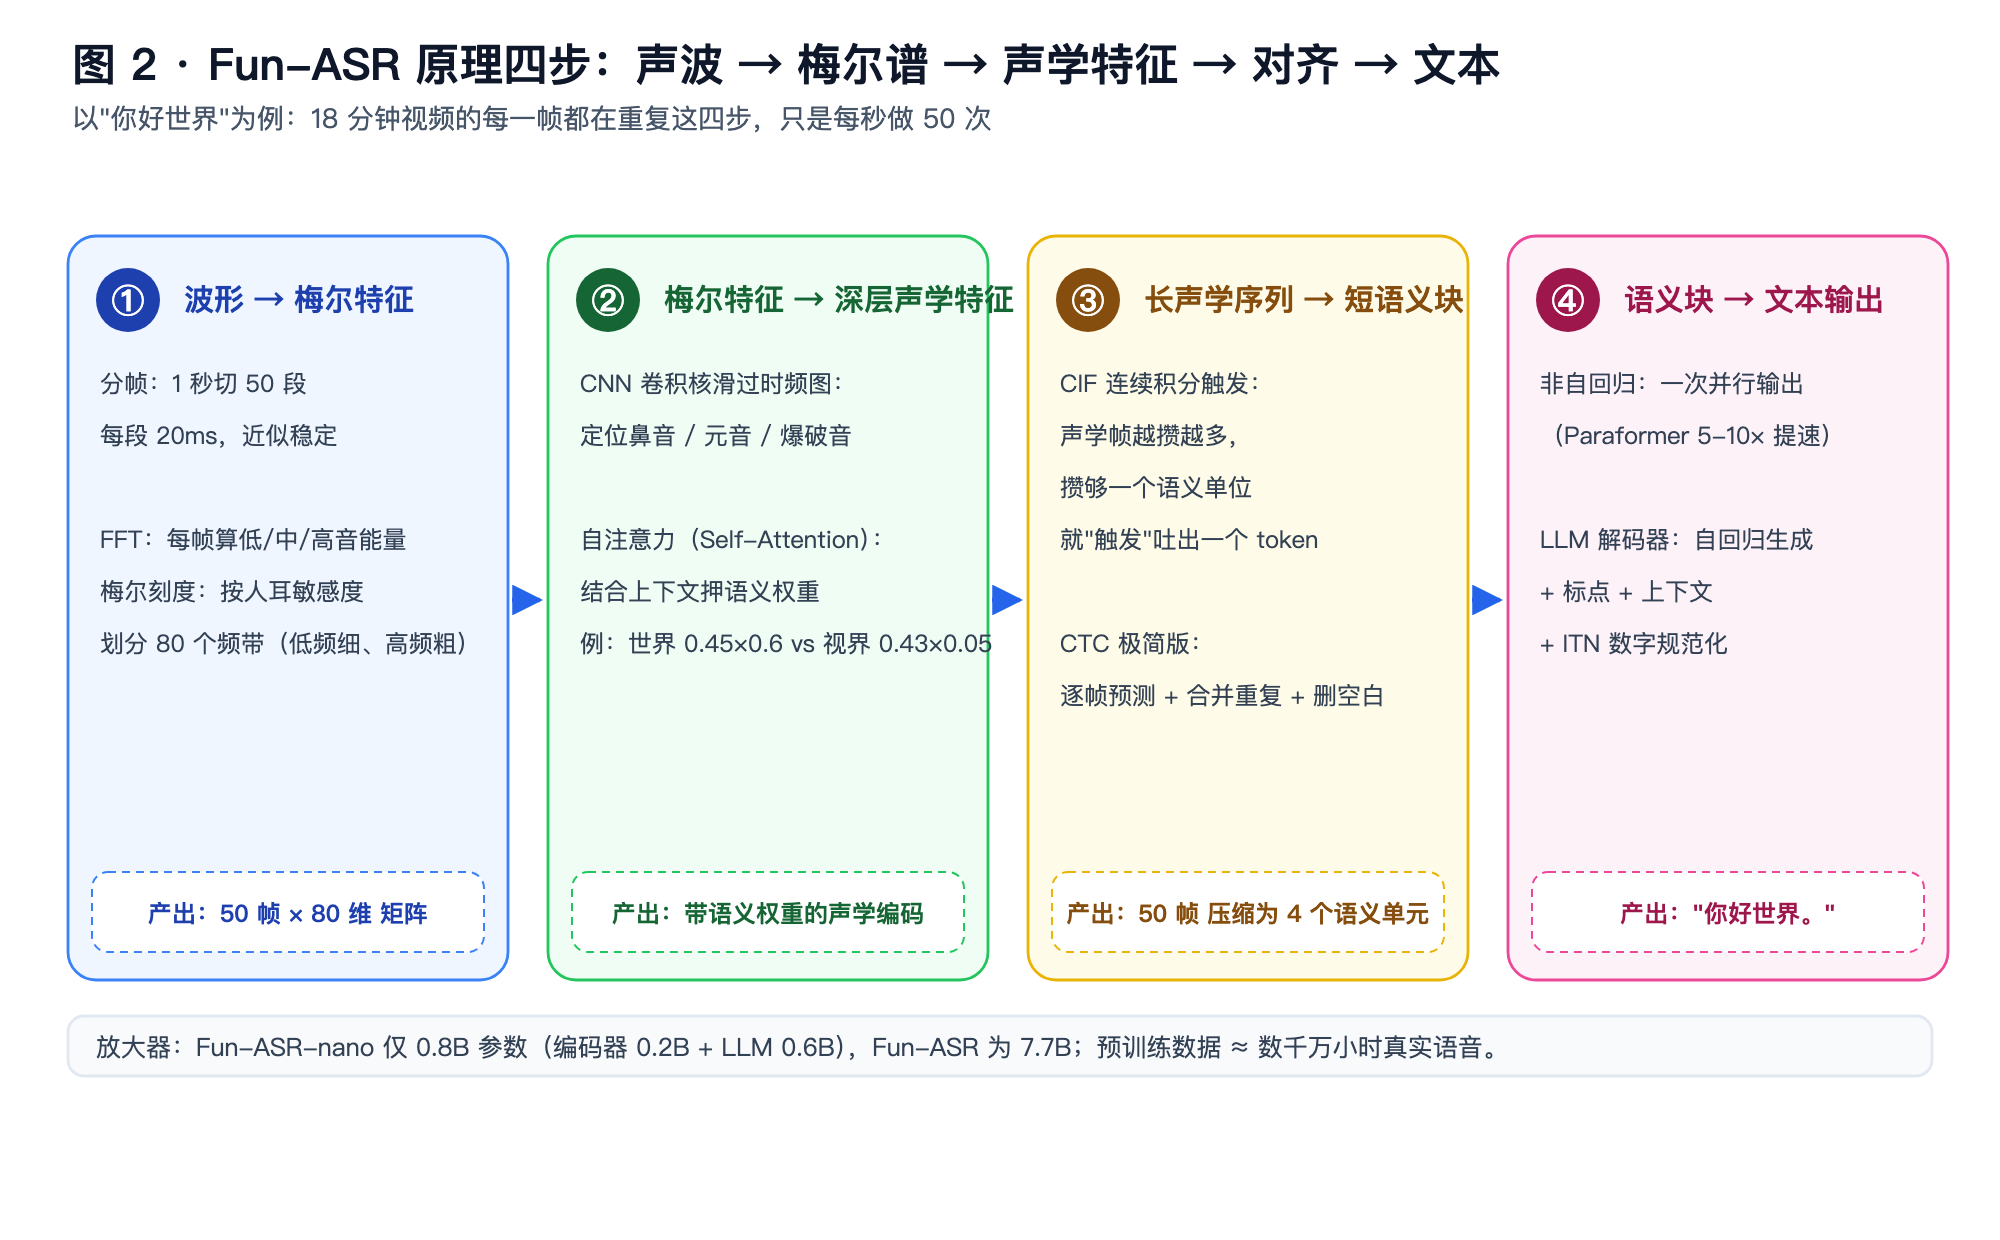 图 2 · Fun-ASR 原理四步：声波 → 梅尔谱 → 声学特征 → 对齐 → 文本
以"你好世界"为例：18 分钟视频的每一帧都在重复这四步，只是每秒做 50 次
① 波形 → 梅尔特征
分帧：1 秒切 50 段
每段 20ms，近似稳定
FFT：每帧算低/中/高音能量
梅尔刻度：按人耳敏感度
划分 80 个频带（低频细、高频粗）
产出：50 帧 × 80 维 矩阵
② 梅尔特征 → 深层声学特征
CNN 卷积核滑过时频图：
定位鼻音 / 元音 / 爆破音
自注意力（Self-Attention）：
结合上下文押语义权重
例：世界 0.45×0.6 vs 视界 0.43×0.05
产出：带语义权重的声学编码
③ 长声学序列 → 短语义块
CIF 连续积分触发：
声学帧越攒越多，
攒够一个语义单位
就"触发"吐出一个 token
CTC 极简版：
逐帧预测 + 合并重复 + 删空白
产出：50 帧 压缩为 4 个语义单元
④ 语义块 → 文本输出
非自回归：一次并行输出
（Paraformer 5-10× 提速）
LLM 解码器：自回归生成
+ 标点 + 上下文
+ ITN 数字规范化
产出："你好世界。"
放大器：Fun-ASR-nano 仅 0.8B 参数（编码器 0.2B + LLM 0.6B），Fun-ASR 为 7.7B；预训练数据 ≈ 数千万小时真实语音。